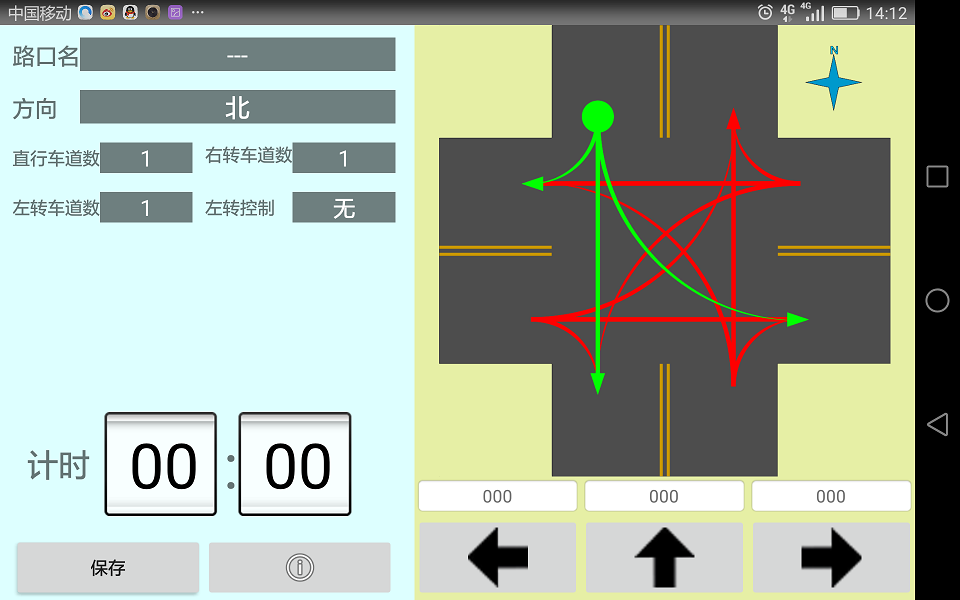 中国移动 ... 4G 4G 14:12
路口名 ---
方向 北
直行车道数 1 右转车道数 1
左转车道数 1 左转控制 无
计时 00 : 00
保存
N
000 000 000